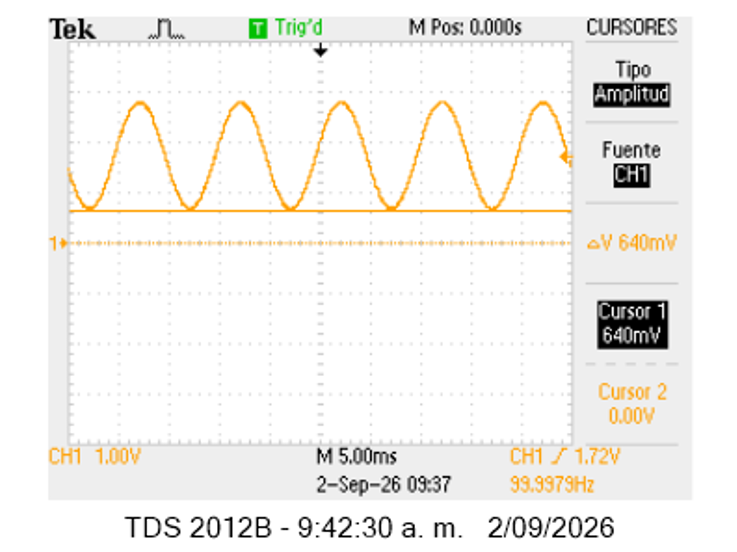 Tek T Trig'd M Pos: 0.000s CURSORES
Tipo
Amplitud
Fuente
CH1
1 ΔV 640mV
Cursor 1
640mV
Cursor 2
0.00V
CH1 1.00V M 5.00ms CH1 ∫ 1.72V
2-Sep-26 09:37 99.9979Hz
TDS 2012B - 9:42:30 a. m. 2/09/2026